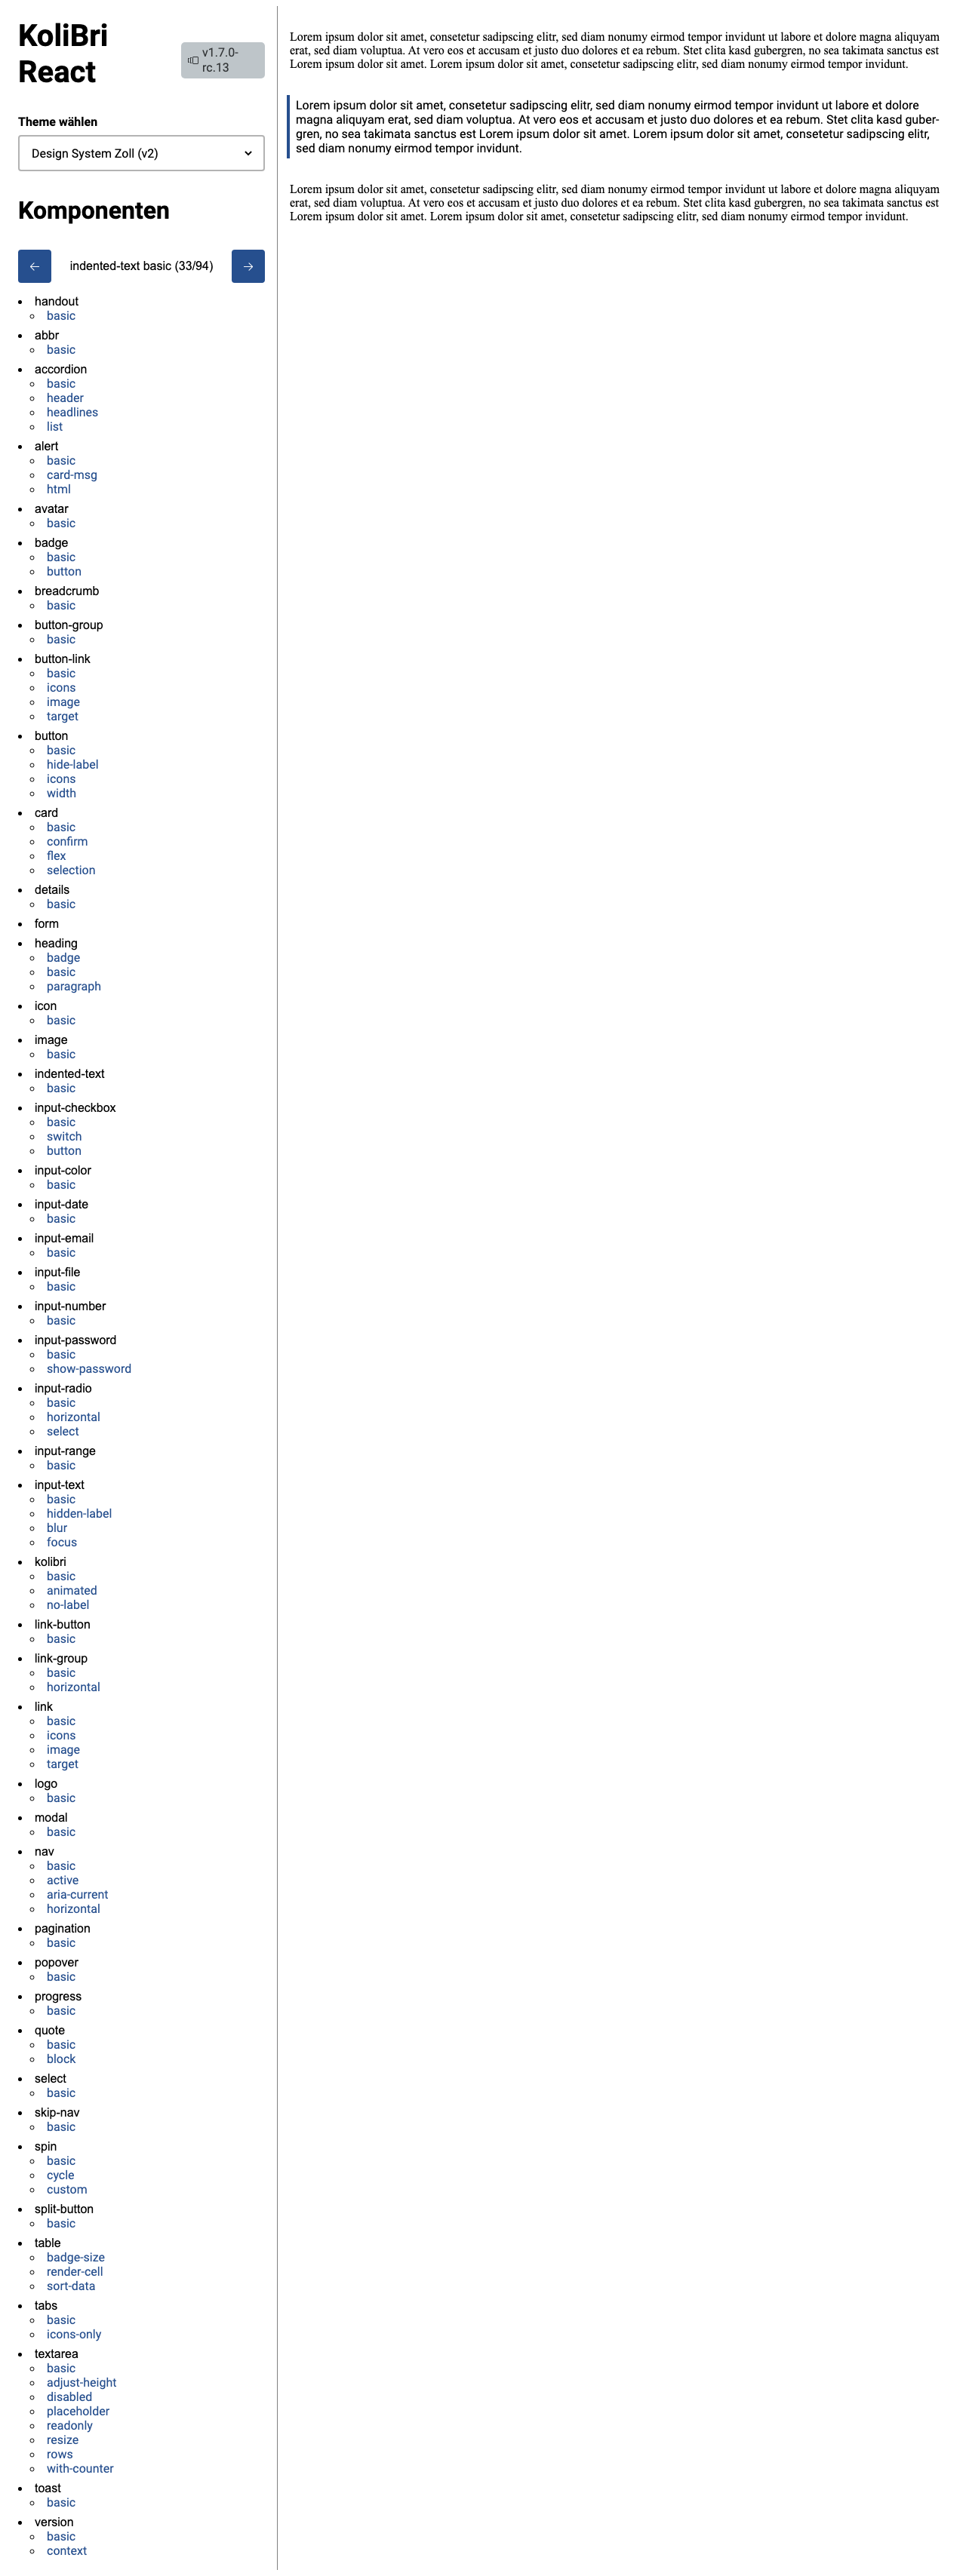 KoliBri
React
v1.7.0-
rc.13
Theme wählen
Design System Zoll (v2)
Komponenten
indented-text basic (33/94)
handout
basic
abbr
basic
accordion
basic
header
headlines
list
alert
basic
card-msg
html
avatar
basic
badge
basic
button
breadcrumb
basic
button-group
basic
button-link
basic
icons
image
target
button
basic
hide-label
icons
width
card
basic
confirm
flex
selection
details
basic
form
heading
badge
basic
paragraph
icon
basic
image
basic
indented-text
basic
input-checkbox
basic
switch
button
input-color
basic
input-date
basic
input-email
basic
input-file
basic
input-number
basic
input-password
basic
show-password
input-radio
basic
horizontal
select
input-range
basic
input-text
basic
hidden-label
blur
focus
kolibri
basic
animated
no-label
link-button
basic
link-group
basic
horizontal
link
basic
icons
image
target
logo
basic
modal
basic
nav
basic
active
aria-current
horizontal
pagination
basic
popover
basic
progress
basic
quote
basic
block
select
basic
skip-nav
basic
spin
basic
cycle
custom
split-button
basic
table
badge-size
render-cell
sort-data
tabs
basic
icons-only
textarea
basic
adjust-height
disabled
placeholder
readonly
resize
rows
with-counter
toast
basic
version
basic
context
Lorem ipsum dolor sit amet, consetetur sadipscing elitr, sed diam nonumy eirmod tempor invidunt ut labore et dolore magna aliquyam
erat, sed diam voluptua. At vero eos et accusam et justo duo dolores et ea rebum. Stet clita kasd gubergren, no sea takimata sanctus est
Lorem ipsum dolor sit amet. Lorem ipsum dolor sit amet, consetetur sadipscing elitr, sed diam nonumy eirmod tempor invidunt.
Lorem ipsum dolor sit amet, consetetur sadipscing elitr, sed diam nonumy eirmod tempor invidunt ut labore et dolore
magna aliquyam erat, sed diam voluptua. At vero eos et accusam et justo duo dolores et ea rebum. Stet clita kasd guber-
gren, no sea takimata sanctus est Lorem ipsum dolor sit amet. Lorem ipsum dolor sit amet, consetetur sadipscing elitr,
sed diam nonumy eirmod tempor invidunt.
Lorem ipsum dolor sit amet, consetetur sadipscing elitr, sed diam nonumy eirmod tempor invidunt ut labore et dolore magna aliquyam
erat, sed diam voluptua. At vero eos et accusam et justo duo dolores et ea rebum. Stet clita kasd gubergren, no sea takimata sanctus est
Lorem ipsum dolor sit amet. Lorem ipsum dolor sit amet, consetetur sadipscing elitr, sed diam nonumy eirmod tempor invidunt.